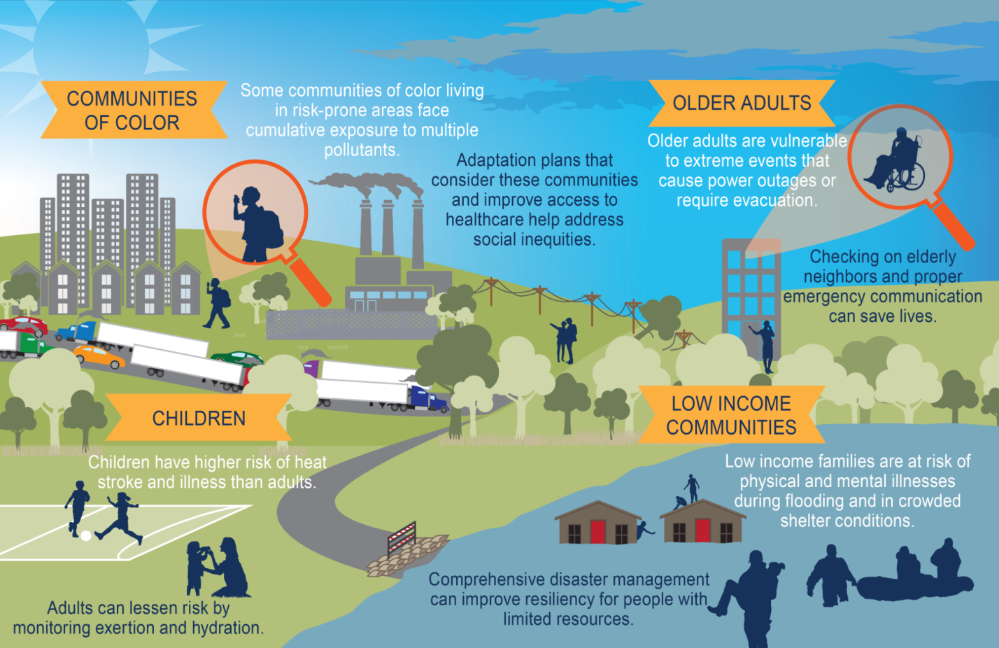 COMMUNITIES
OF COLOR
Some communities of color living
in risk-prone areas face
cumulative exposure to multiple
pollutants.
Adaptation plans that
consider these communities
and improve access to
healthcare help address
social inequities.
OLDER ADULTS
Older adults are vulnerable
to extreme events that
cause power outages or
require evacuation.
Checking on elderly
neighbors and proper
emergency communication
can save lives.
CHILDREN
Children have higher risk of heat
stroke and illness than adults.
Adults can lessen risk by
monitoring exertion and hydration.
LOW INCOME
COMMUNITIES
Low income families are at risk of
physical and mental illnesses
during flooding and in crowded
shelter conditions.
Comprehensive disaster management
can improve resiliency for people with
limited resources.